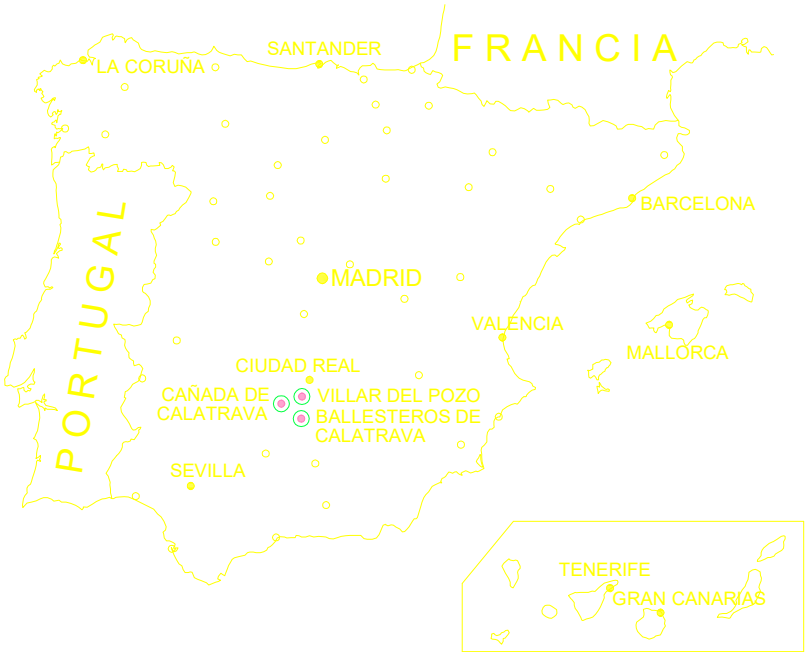 SANTANDER
FRANCIA
LA CORUÑA
BARCELONA
PORTUGAL
MADRID
VALENCIA
MALLORCA
CIUDAD REAL
CAÑADA DE
CALATRAVA
VILLAR DEL POZO
BALLESTEROS DE
CALATRAVA
SEVILLA
TENERIFE
GRAN CANARIAS